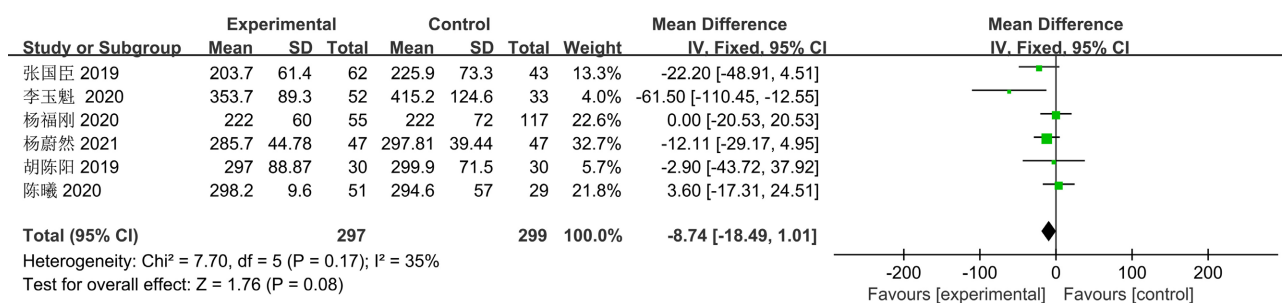 Experimental Control Mean Difference Mean Difference
Study or Subgroup Mean SD Total Mean SD Total Weight IV, Fixed, 95% CI IV, Fixed, 95% CI
张国臣 2019 203.7 61.4 62 225.9 73.3 43 13.3% -22.20 [-48.91, 4.51]
李玉魁 2020 353.7 89.3 52 415.2 124.6 33 4.0% -61.50 [-110.45, -12.55]
杨福刚 2020 222 60 55 222 72 117 22.6% 0.00 [-20.53, 20.53]
杨蔚然 2021 285.7 44.78 47 297.81 39.44 47 32.7% -12.11 [-29.17, 4.95]
胡陈阳 2019 297 88.87 30 299.9 71.5 30 5.7% -2.90 [-43.72, 37.92]
陈曦 2020 298.2 9.6 51 294.6 57 29 21.8% 3.60 [-17.31, 24.51]
Total (95% CI) 297 299 100.0% -8.74 [-18.49, 1.01]
Heterogeneity: Chi² = 7.70, df = 5 (P = 0.17); I² = 35%
Test for overall effect: Z = 1.76 (P = 0.08)
-200 -100 0 100 200
Favours [experimental] Favours [control]